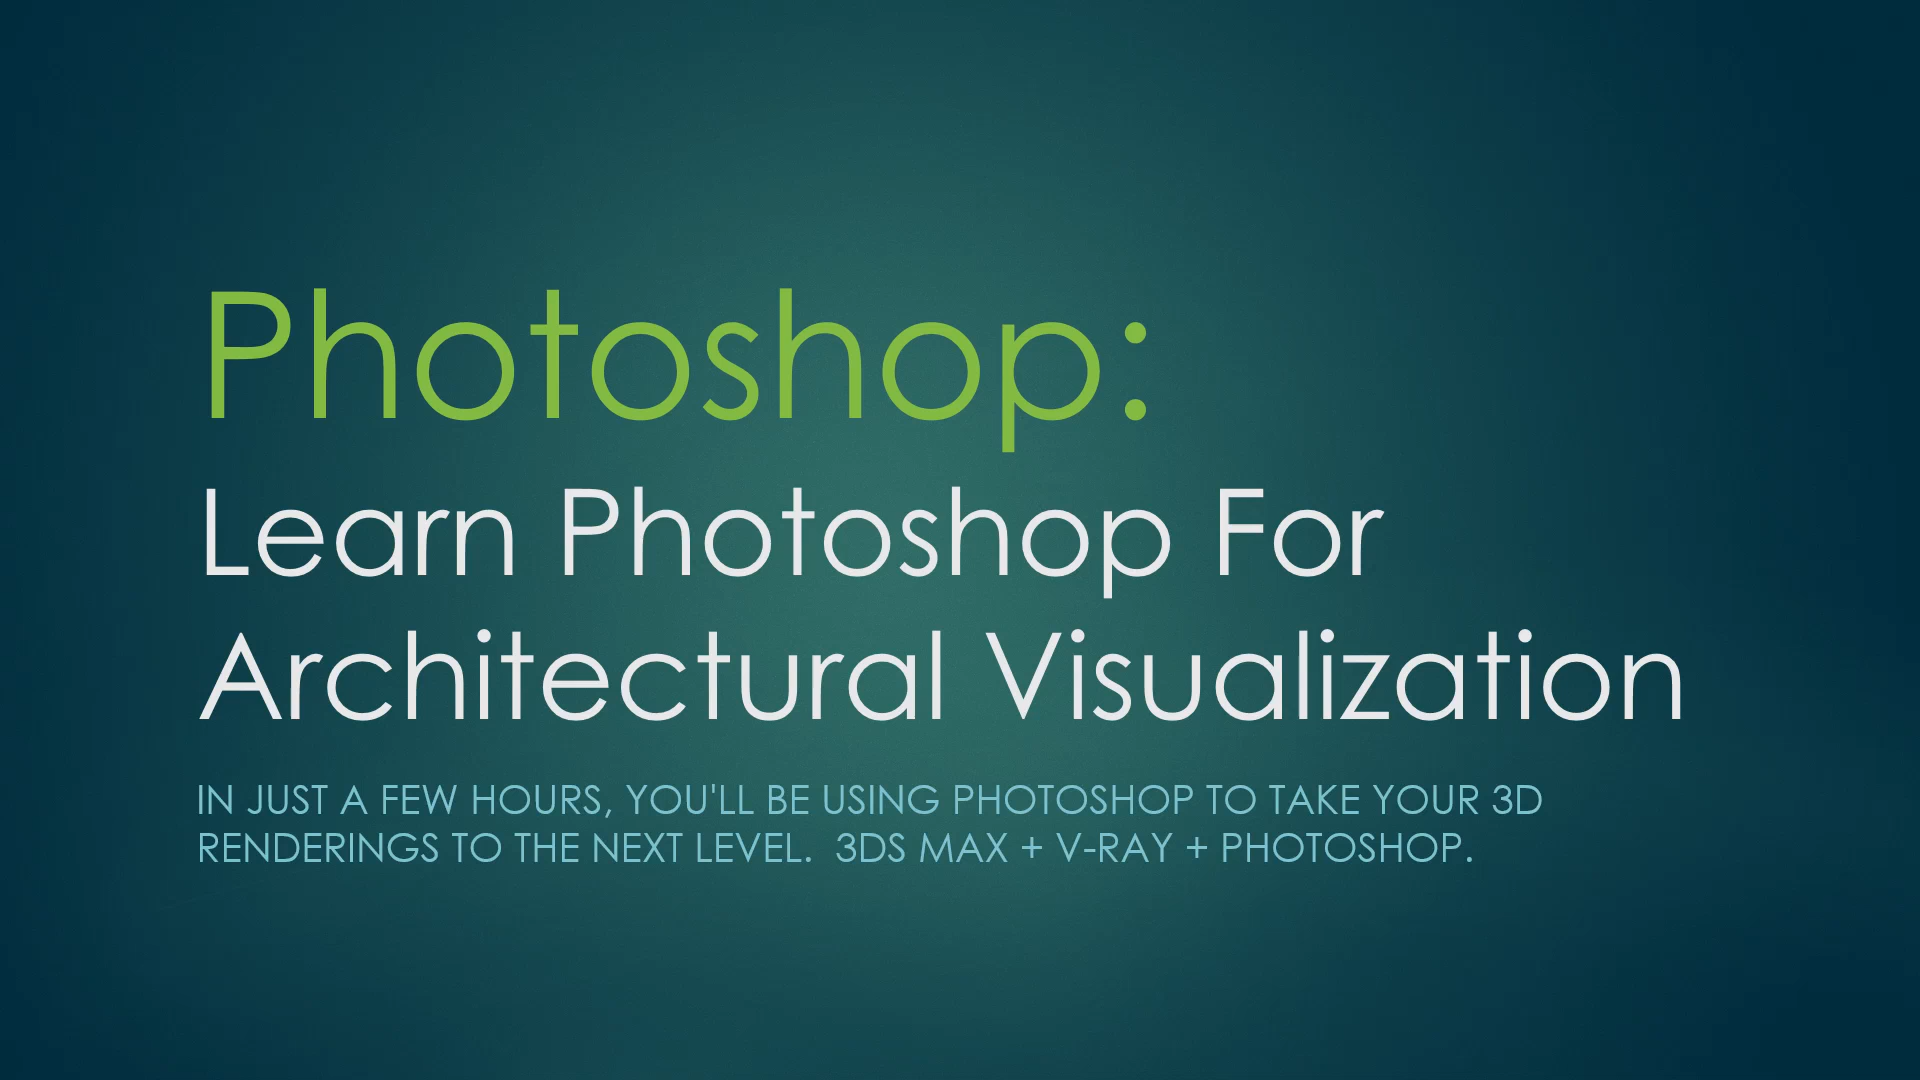 Photoshop:
Learn Photoshop For
Architectural Visualization
IN JUST A FEW HOURS, YOU'LL BE USING PHOTOSHOP TO TAKE YOUR 3D
RENDERINGS TO THE NEXT LEVEL.  3DS MAX + V-RAY + PHOTOSHOP.